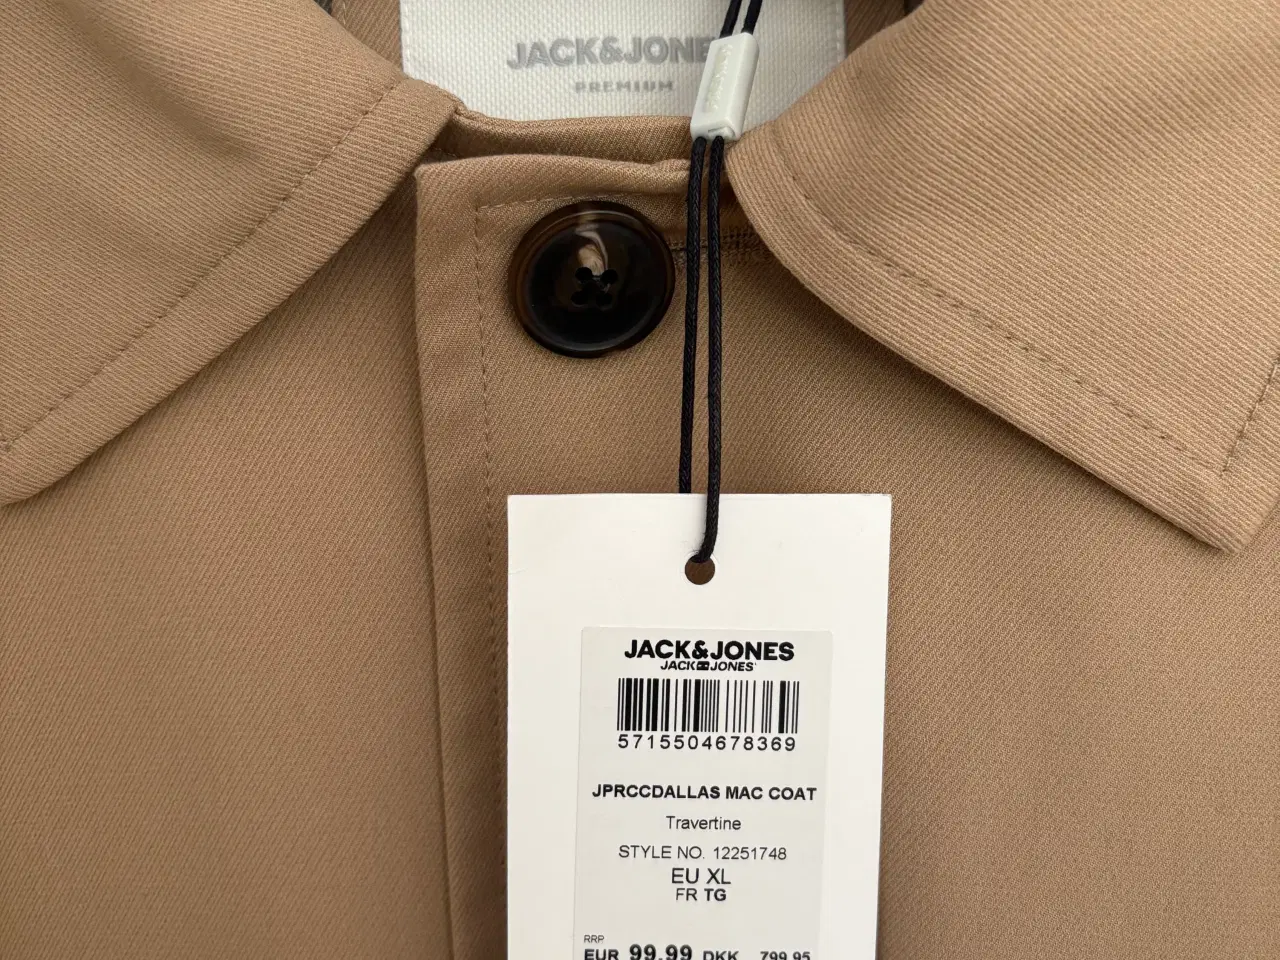 JACK&JONE
PREMIUM
JACK&JONES
JACK JONES
5715504678369
JPRCCDALLAS MAC COAT
Travertine
STYLE NO. 12251748
EU XL
FR TG
RRP
EUR 99.99 DKK 799.95